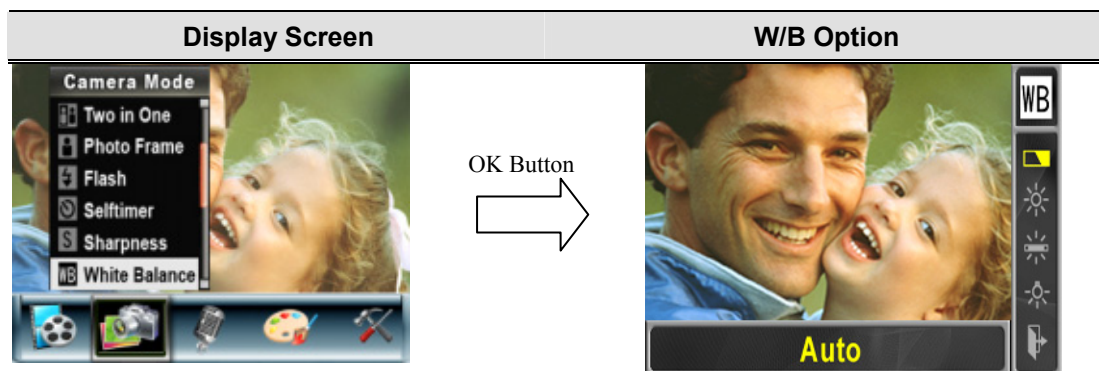 Display Screen
W/B Option
Camera Mode
Two in One
Photo Frame
Flash
Selftimer
S Sharpness
WB White Balance
OK Button
WB
Auto